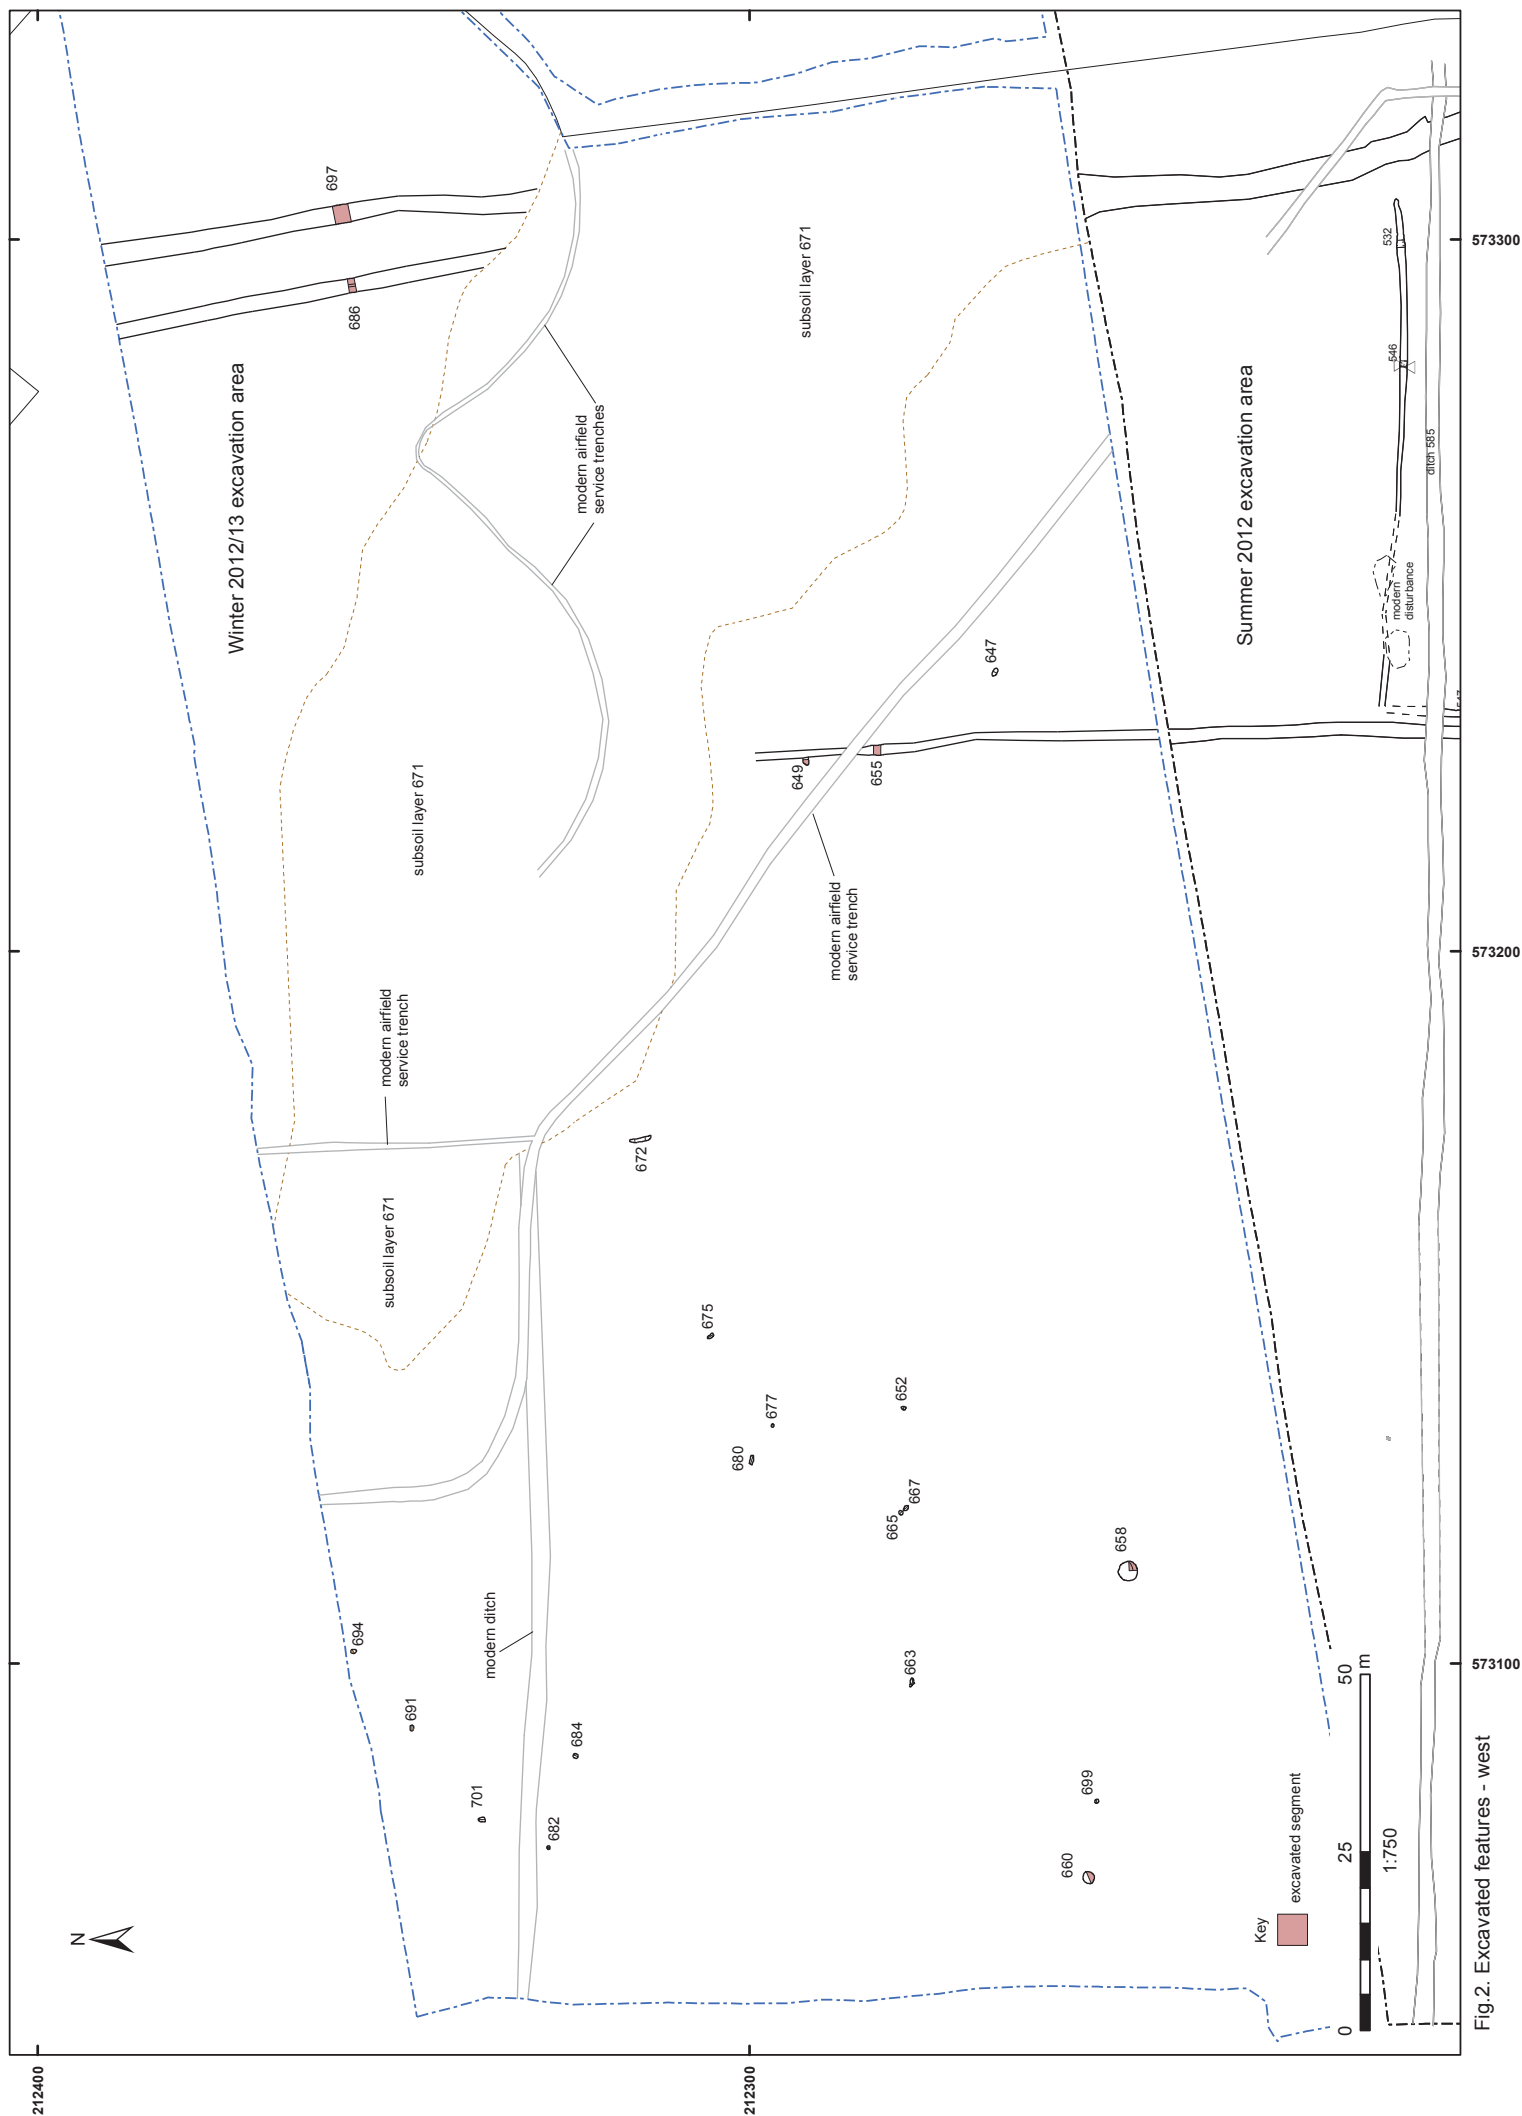 N
212400
212300
697
686
Winter 2012/13 excavation area
subsoil layer 671
modern airfield
service trenches
subsoil layer 671
modern airfield
service trench
subsoil layer 671
Summer 2012 excavation area
532
546
ditch 585
modern
disturbance
647
649
655
modern airfield
service trench
672
675
677
680
652
665
667
658
663
694
691
701
modern ditch
684
682
699
660
Key
excavated segment
0
25
50
m
1:750
573300
573200
573100
Fig.2. Excavated features - west